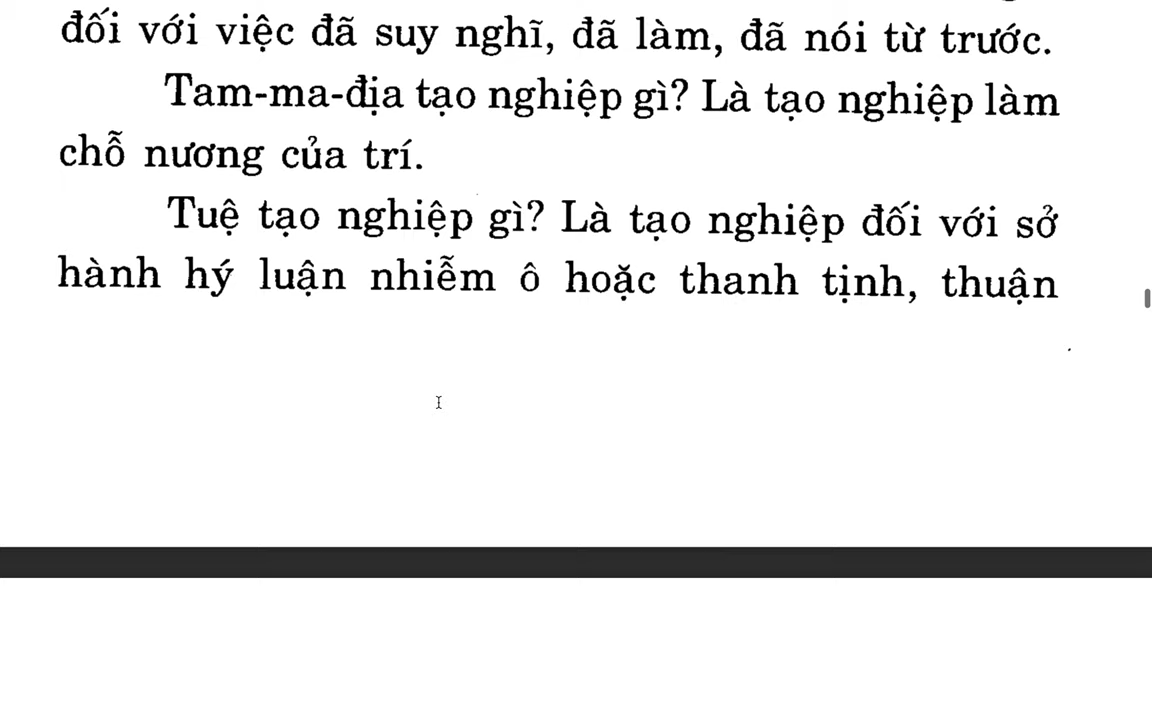 đối với việc đã suy nghĩ, đã làm, đã nói từ trước.
Tam-ma-địa tạo nghiệp gì? Là tạo nghiệp làm
chỗ nương của trí.
Tuệ tạo nghiệp gì? Là tạo nghiệp đối với sở
hành hý luận nhiễm ô hoặc thanh tịnh, thuận